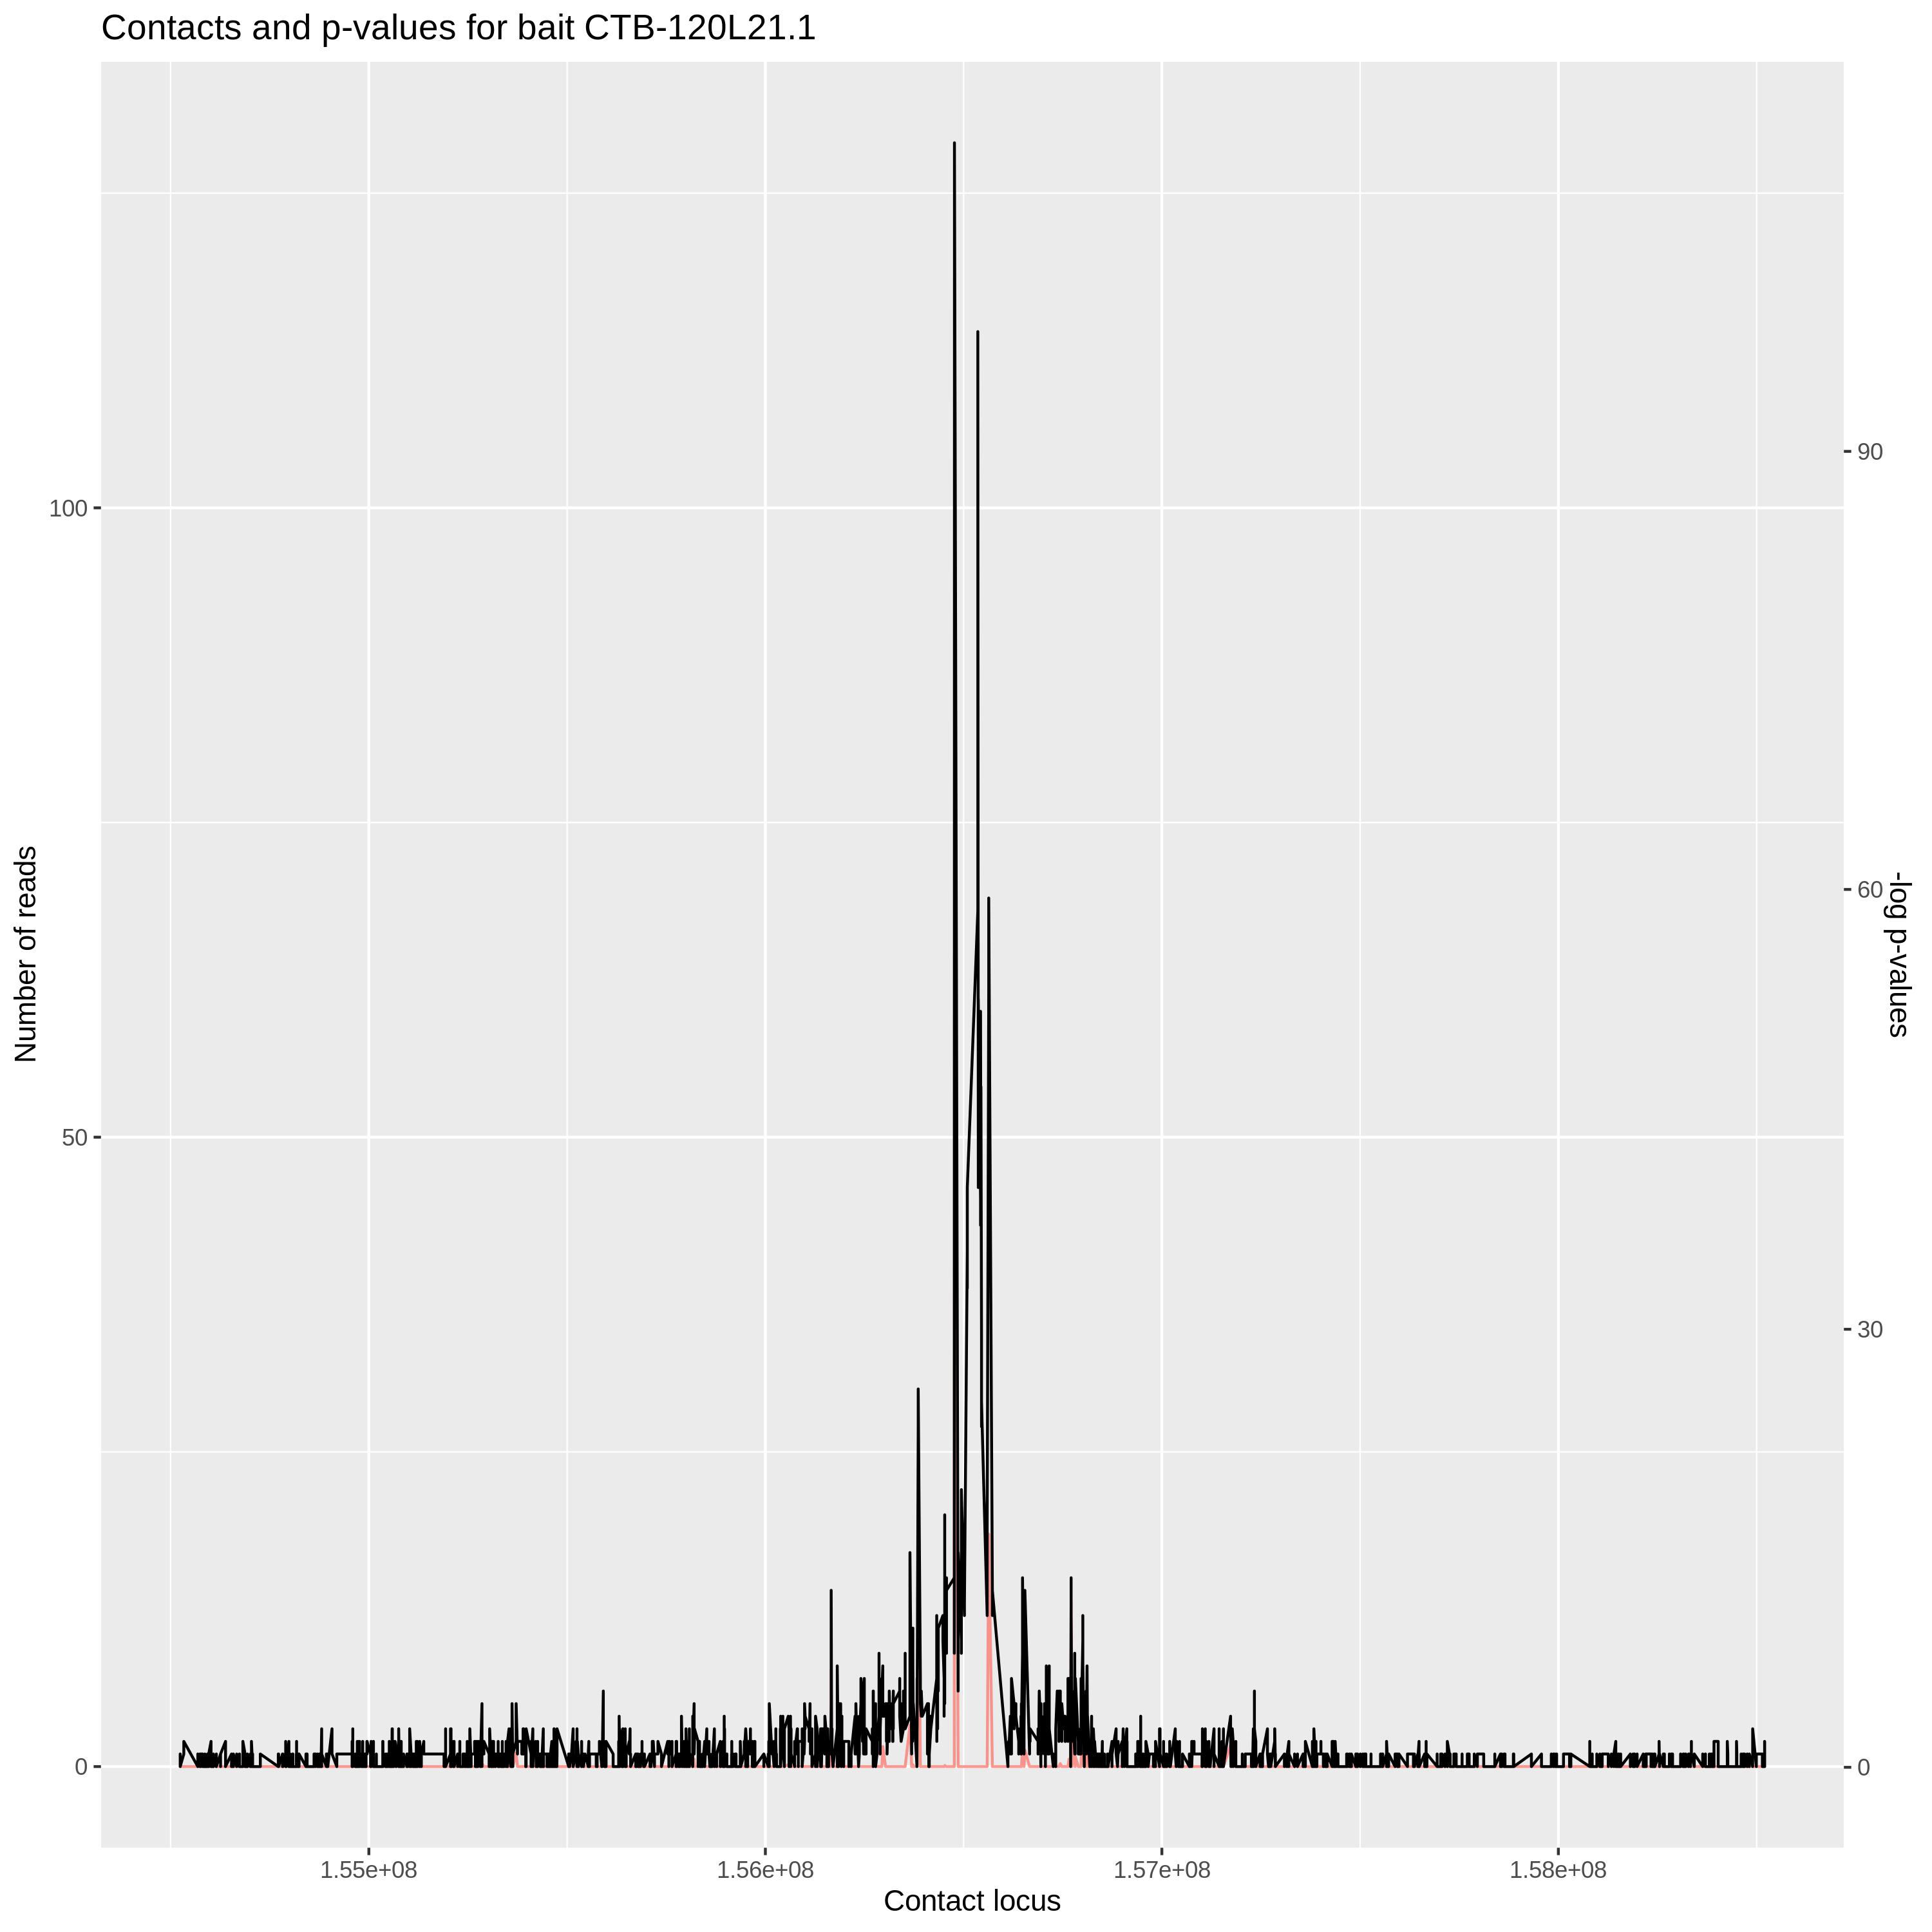 Contacts and p-values for bait CTB-120L21.1
100
50
0
Number of reads
90
60
30
0
-log p-values
1.55e+08
1.56e+08
1.57e+08
1.58e+08
Contact locus